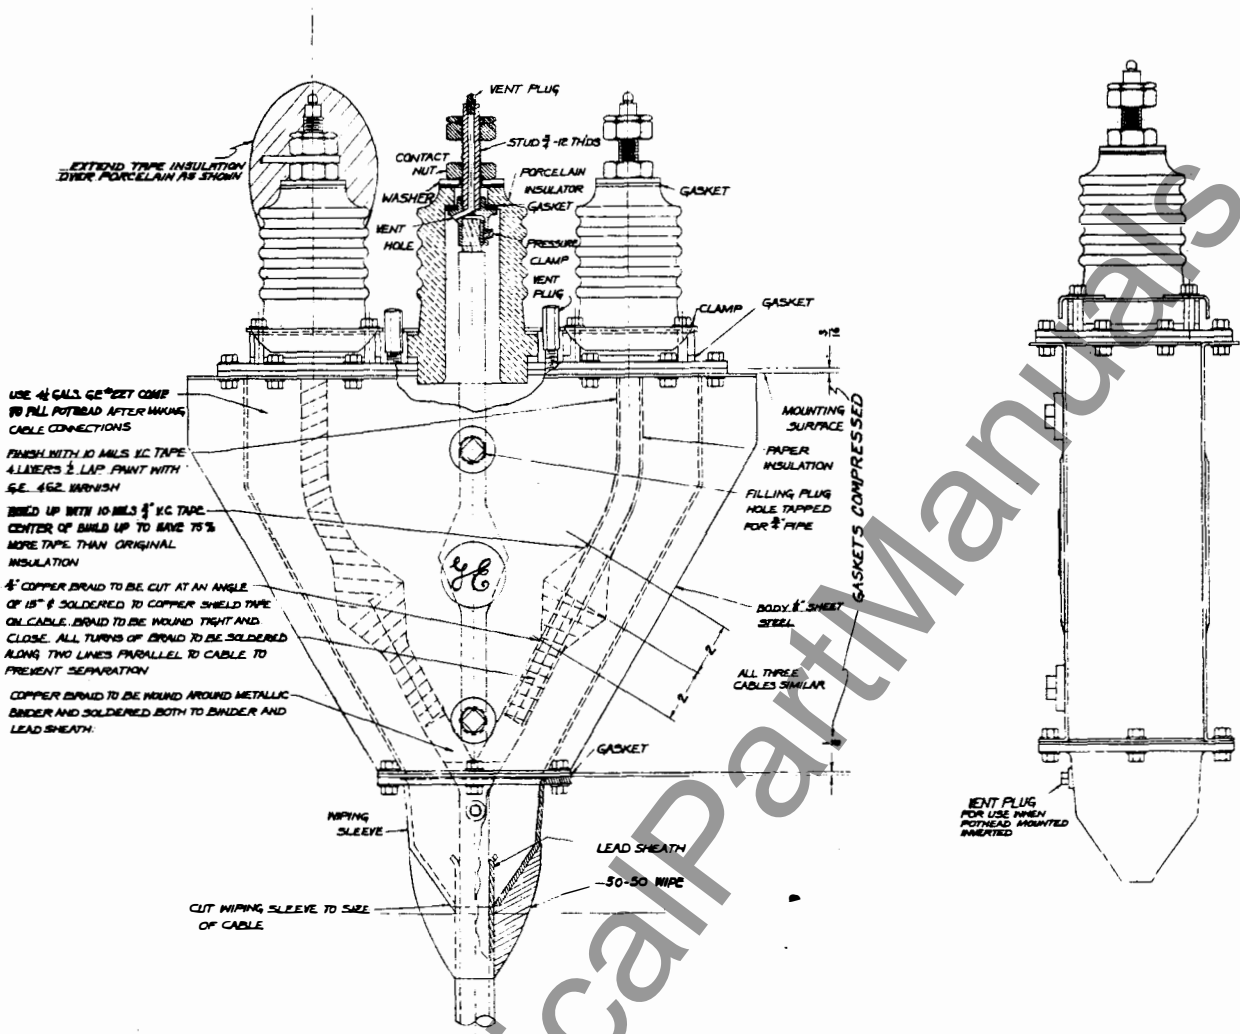 VENT PLUG
STUD 3/4-12 THDS
EXTEND TAPE INSULATION
OVER PORCELAIN AS SHOWN
CONTACT
NUT
PORCELAIN
INSULATOR
WASHER
GASKET
GASKET
VENT
HOLE
PRESSURE
CLAMP
VENT
PLUG
CLAMP
GASKET
USE 4½ GALS. GE # COMP
TO FILL POTHEAD AFTER MAKING
CABLE CONNECTIONS
MOUNTING
SURFACE
GASKETS COMPRESSED
FINISH WITH 10 MILS V.C. TAPE
4 LAYERS ½ LAP. PAINT WITH
G.E. 462 VARNISH
PAPER
INSULATION
FILLING PLUG
HOLE TAPPED
FOR PIPE
BUILD UP WITH 10 MILS ¾" V.C. TAPE
CENTER OF BUILD UP TO HAVE 75%
MORE TAPE THAN ORIGINAL
INSULATION
GE
COPPER BRAID TO BE CUT AT AN ANGLE
OF 15° & SOLDERED TO COPPER SHIELD TAPE
ON CABLE. BRAID TO BE WOUND TIGHT AND
CLOSE. ALL TURNS OF BRAID TO BE SOLDERED
ALONG TWO LINES PARALLEL TO CABLE TO
PREVENT SEPARATION
BODY SHEET
STEEL
2
2
ALL THREE
CABLES SIMILAR
COPPER BRAID TO BE WOUND AROUND METALLIC
BINDER AND SOLDERED BOTH TO BINDER AND
LEAD SHEATH.
GASKET
WIPING
SLEEVE
LEAD SHEATH
50-50 WIPE
CUT WIPING SLEEVE TO SIZE
OF CABLE
VENT PLUG
FOR USE WHEN
POTHEAD MOUNTED
INVERTED
calPartManuals